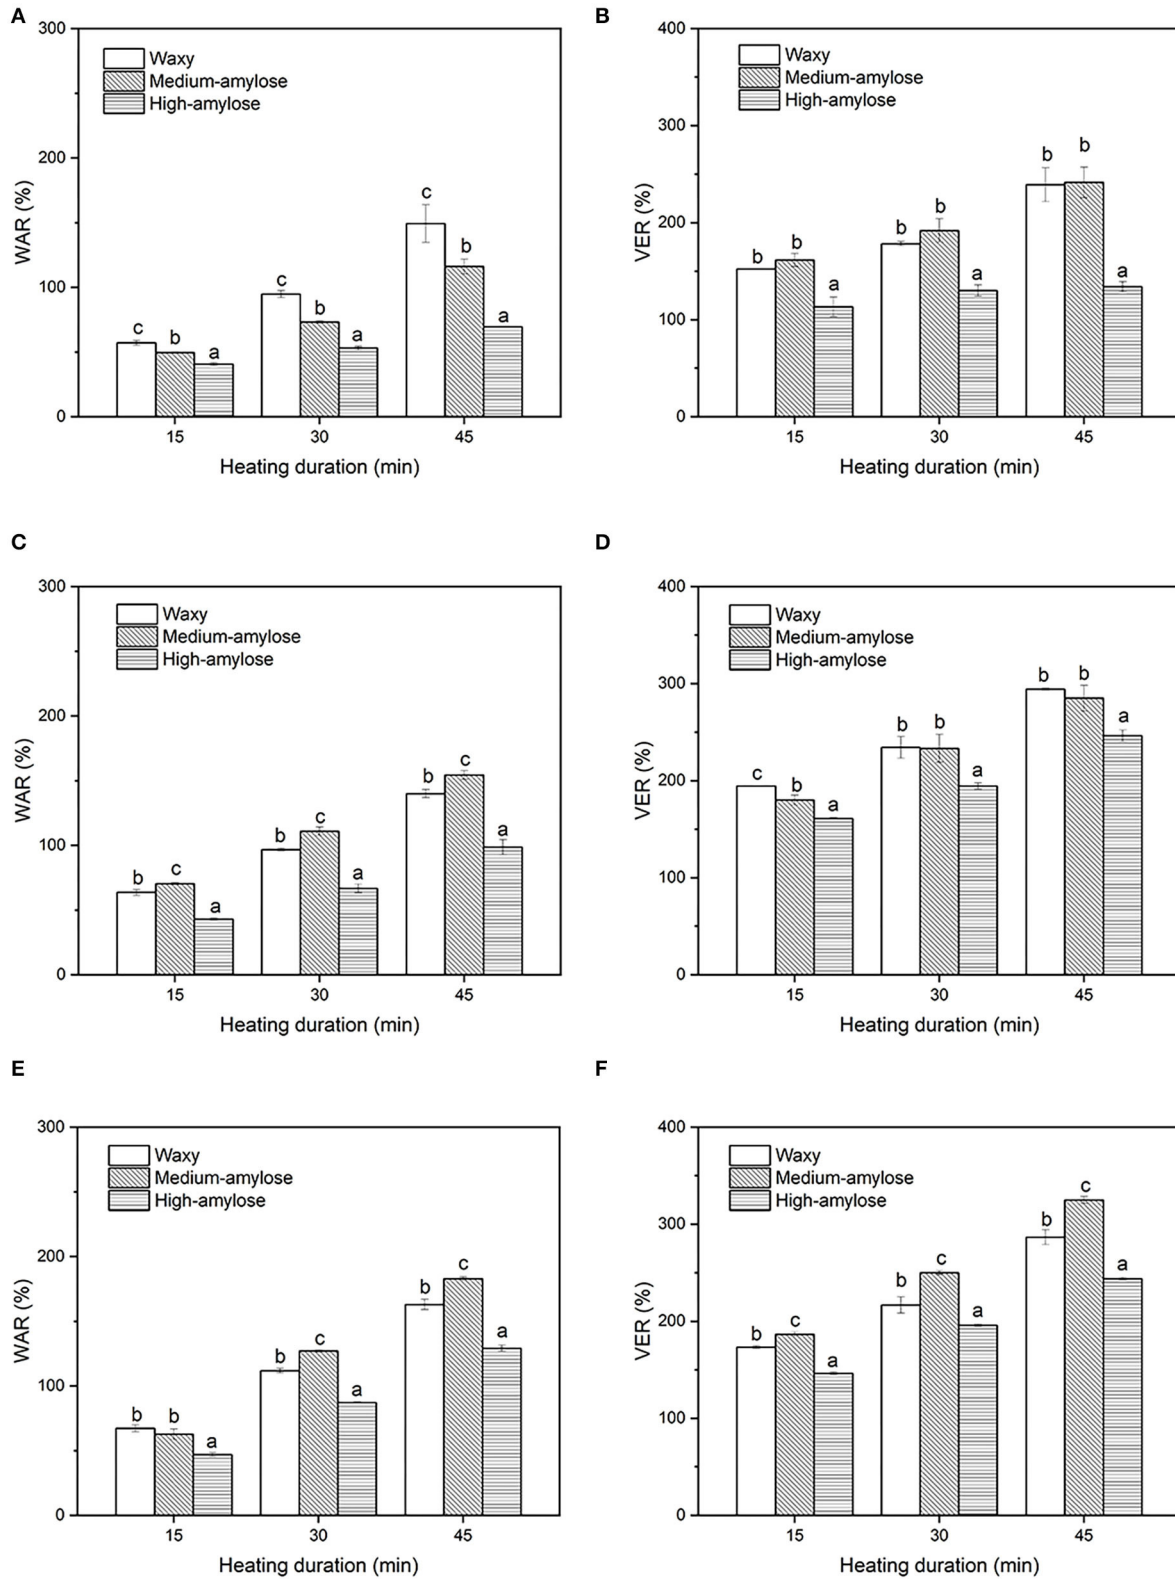 A
300
200
100
0
WAR (%)
Waxy
Medium-amylose
High-amylose
c b a
c b a
c b a
15 30 45
Heating duration (min)
B
400
300
200
100
0
VER (%)
Waxy
Medium-amylose
High-amylose
b b a
b b a
b b a
15 30 45
Heating duration (min)
C
300
200
100
0
WAR (%)
Waxy
Medium-amylose
High-amylose
b c a
b c a
b c a
15 30 45
Heating duration (min)
D
400
300
200
100
0
VER (%)
Waxy
Medium-amylose
High-amylose
c b a
b b a
b b a
15 30 45
Heating duration (min)
E
300
200
100
0
WAR (%)
Waxy
Medium-amylose
High-amylose
b b a
b c a
b c a
15 30 45
Heating duration (min)
F
400
300
200
100
0
VER (%)
Waxy
Medium-amylose
High-amylose
b c a
b c a
b c a
15 30 45
Heating duration (min)